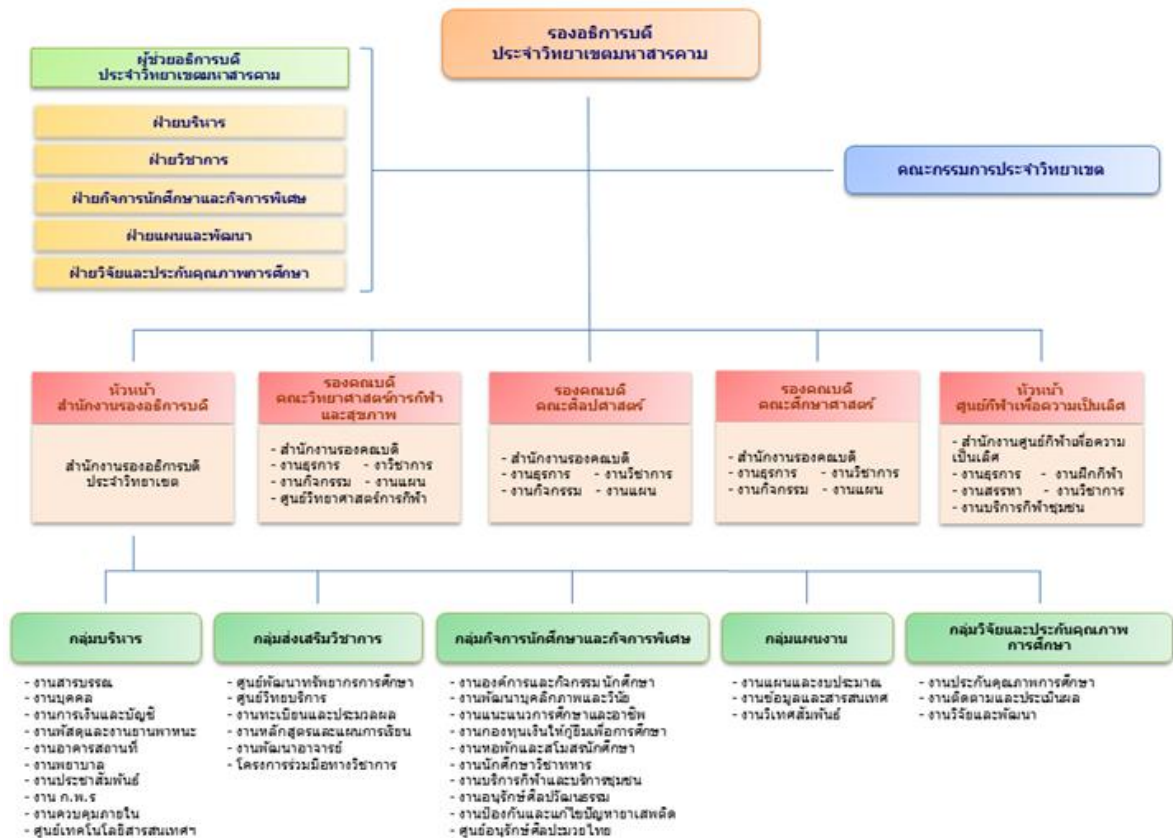 รองอธิการบดี
ประจำวิทยาเขตมหาสารคาม
ผู้ช่วยอธิการบดี
ประจำวิทยาเขตมหาสารคาม
ฝ่ายบริหาร
ฝ่ายวิชาการ
ฝ่ายกิจการนักศึกษาและกิจการพิเศษ
ฝ่ายแผนและพัฒนา
ฝ่ายวิจัยและประกันคุณภาพการศึกษา
คณะกรรมการประจำวิทยาเขต
หัวหน้า
สำนักงานรองอธิการบดี
สำนักงานรองอธิการบดี
ประจำวิทยาเขต
รองคณบดี
คณะวิทยาศาสตร์การกีฬา
และสุขภาพ
- สำนักงานรองคณบดี
- งานธุรการ - งาวิชาการ
- งานกิจกรรม - งานแผน
- ศูนย์วิทยาศาสตร์การกีฬา
รองคณบดี
คณะศิลปศาสตร์
- สำนักงานรองคณบดี
- งานธุรการ - งานวิชาการ
- งานกิจกรรม - งานแผน
รองคณบดี
คณะศึกษาศาสตร์
- สำนักงานรองคณบดี
- งานธุรการ - งานวิชาการ
- งานกิจกรรม - งานแผน
หัวหน้า
ศูนย์กีฬาเพื่อความเป็นเลิศ
- สำนักงานศูนย์กีฬาเพื่อความ
เป็นเลิศ
- งานธุรการ - งานฝึกกีฬา
- งานสรรหา - งานวิชาการ
- งานบริการกีฬาชุมชน
กลุ่มบริหาร
- งานสารบรรณ
- งานบุคคล
- งานการเงินและบัญชี
- งานพัสดุและงานยานพาหนะ
- งานอาคารสถานที่
- งานพยาบาล
- งานประชาสัมพันธ์
- งาน ก.พ.ร
- งานควบคุมภายใน
- ศูนย์เทคโนโลยีสารสนเทศฯ
กลุ่มส่งเสริมวิชาการ
- ศูนย์พัฒนาทรัพยากรการศึกษา
- ศูนย์วิทยบริการ
- งานทะเบียนและประมวลผล
- งานหลักสูตรและแผนการเรียน
- งานพัฒนาอาจารย์
- โครงการร่วมมือทางวิชาการ
กลุ่มกิจการนักศึกษาและกิจการพิเศษ
- งานองค์การและกิจกรรมนักศึกษา
- งานพัฒนาบุคลิกภาพและวินัย
- งานแนะแนวการศึกษาและอาชีพ
- งานกองทุนเงินให้กู้ยืมเพื่อการศึกษา
- งานหอพักและสโมสรนักศึกษา
- งานนักศึกษาวิชาทหาร
- งานบริการกีฬาและบริการชุมชน
- งานอนุรักษ์ศิลปวัฒนธรรม
- งานป้องกันและแก้ไขปัญหายาเสพติด
- ศูนย์อนุรักษ์ศิลปะมวยไทย
กลุ่มแผนงาน
- งานแผนและงบประมาณ
- งานข้อมูลและสารสนเทศ
- งานวิเทศสัมพันธ์
กลุ่มวิจัยและประกันคุณภาพ
การศึกษา
- งานประกันคุณภาพการศึกษา
- งานติดตามและประเมินผล
- งานวิจัยและพัฒนา